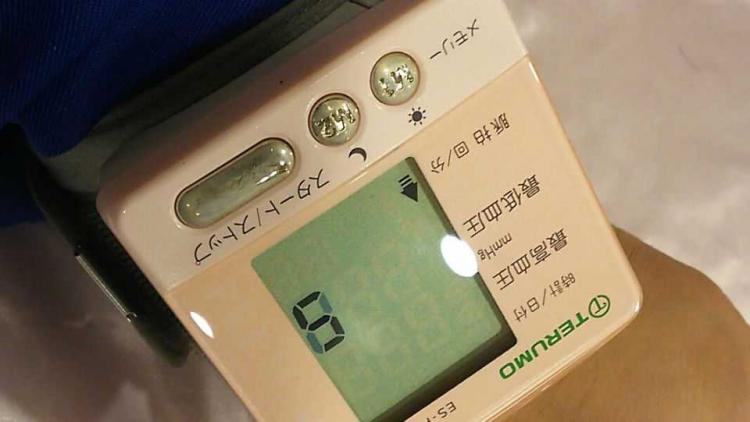 TERUMO
ES-
時計/日付
最高血圧
mmHg
最低血圧
脈拍 回/分
スタート/ストップ
メモリー